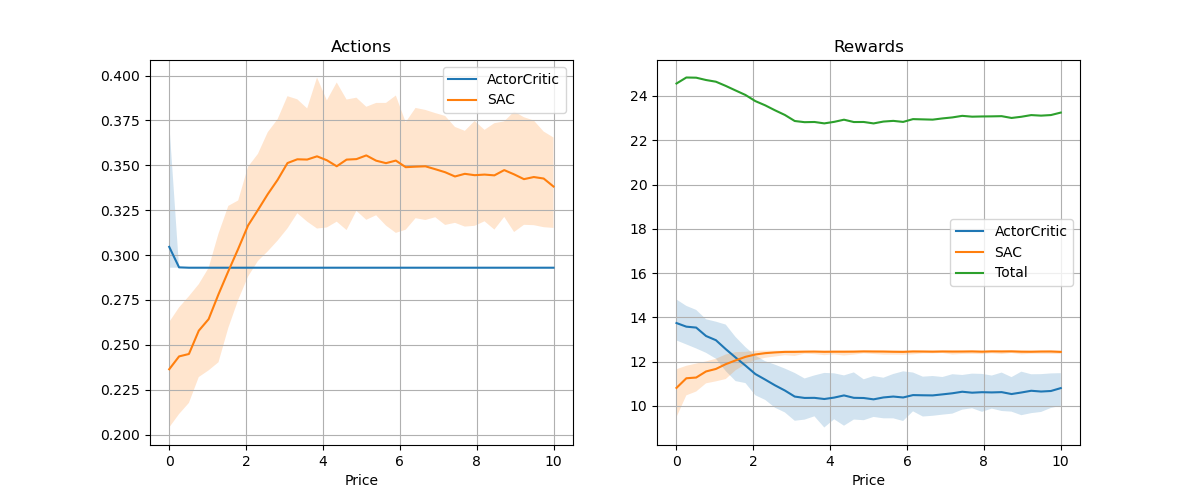 Actions
0.400
0.375
0.350
0.325
0.300
0.275
0.250
0.225
0.200
0 2 4 6 8 10
Price
ActorCritic
SAC
Rewards
24
22
20
18
16
14
12
10
0 2 4 6 8 10
Price
ActorCritic
SAC
Total